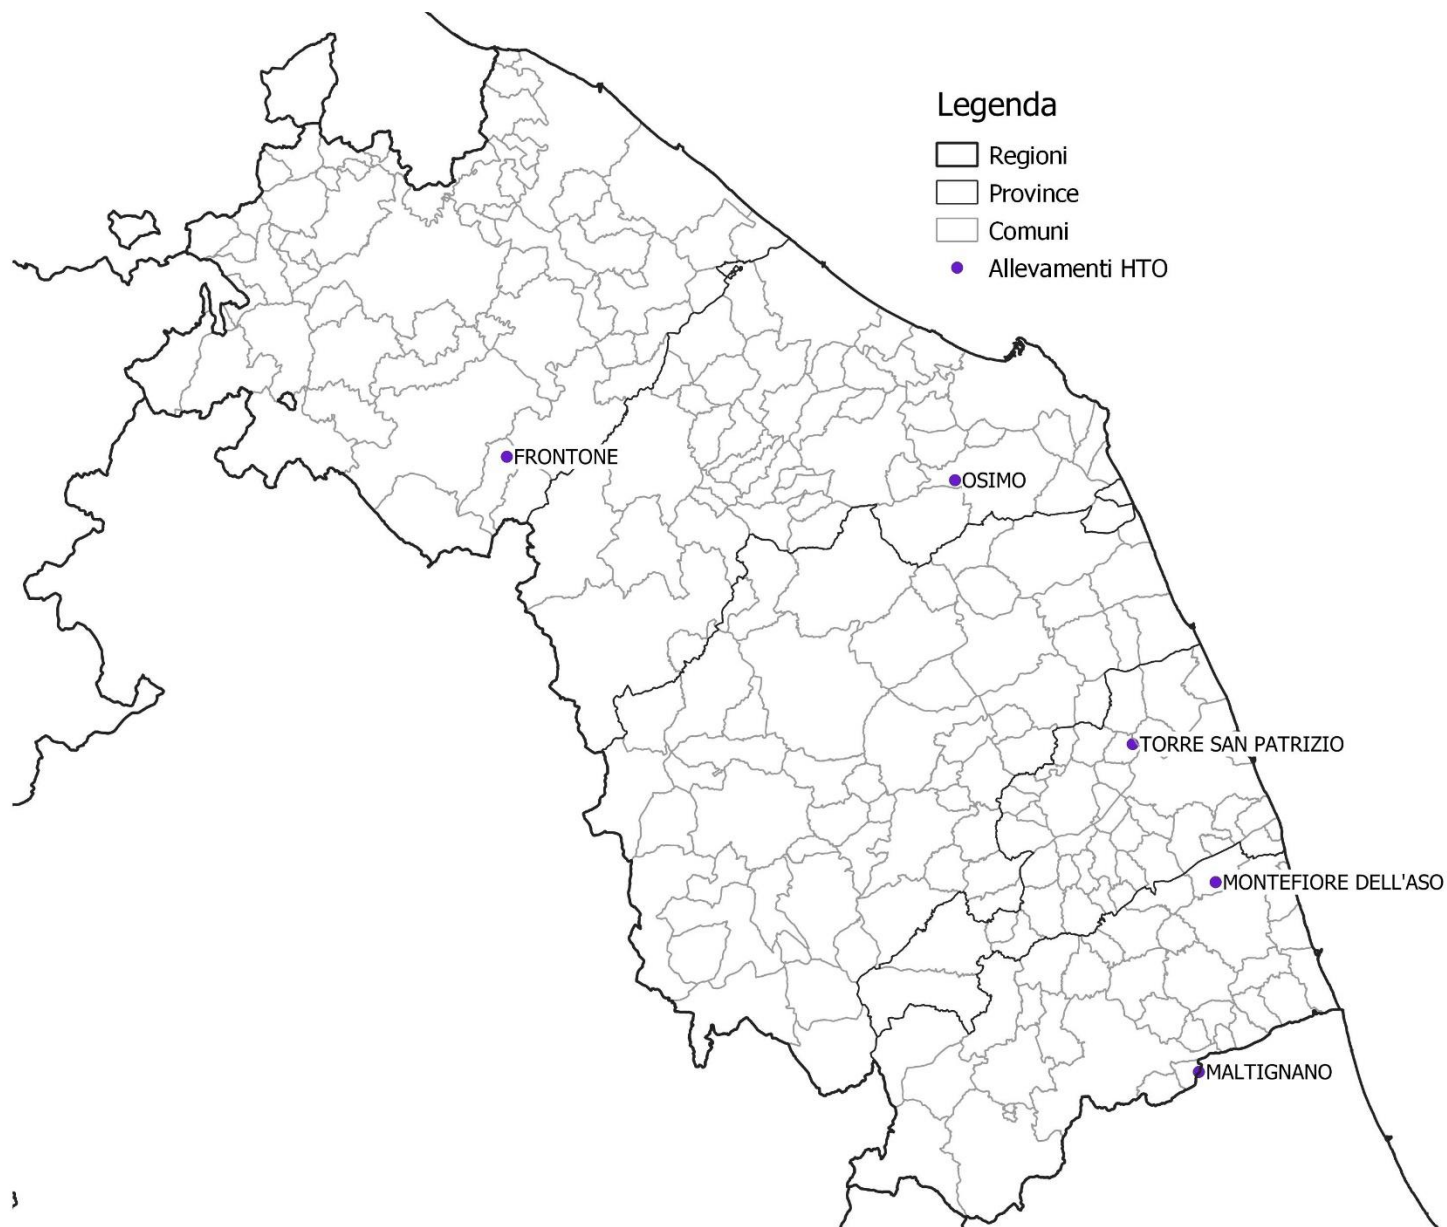 Legenda
Regioni
Province
Comuni
Allevamenti HTO
FRONTONE
OSIMO
TORRE SAN PATRIZIO
MONTEFIORE DELL'ASO
MALTIGNANO